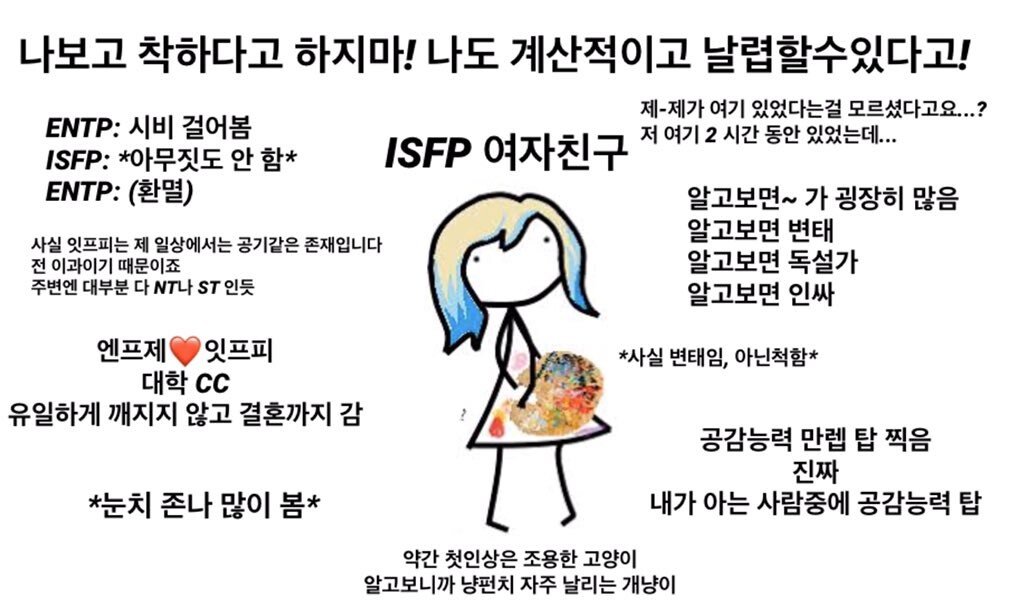 나보고 착하다고 하지마! 나도 계산적이고 날렵할수있다고!
ENTP: 시비 걸어봄
ISFP: *아무짓도 안 함*
ENTP: (환멸)
ISFP 여자친구
제-제가 여기 있었다는걸 모르셨다고요...?
저 여기 2 시간 동안 있었는데...
사실 잇프피는 제 일상에서는 공기같은 존재입니다
전 이과이기 때문이죠
주변엔 대부분 다 NT나 ST 인듯
알고보면~ 가 굉장히 많음
알고보면 변태
알고보면 독설가
알고보면 인싸
엔프제❤️잇프피
대학 CC
유일하게 깨지지 않고 결혼까지 감
*사실 변태임, 아닌척함*
?
공감능력 만렙 탑 찍음
진짜
내가 아는 사람중에 공감능력 탑
*눈치 존나 많이 봄*
약간 첫인상은 조용한 고양이
알고보니까 냥펀치 자주 날리는 개냥이